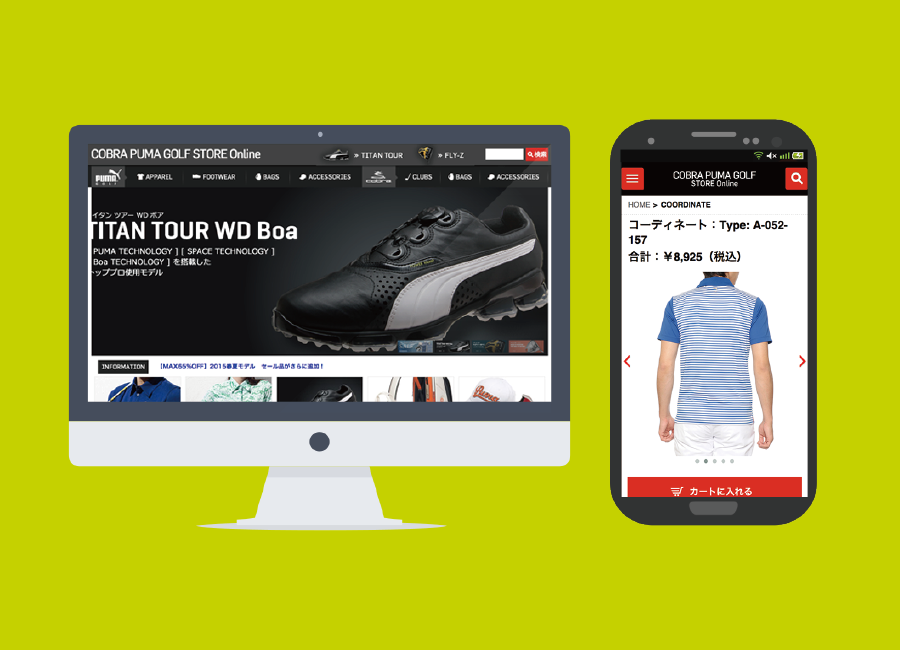 COBRA PUMA GOLF STORE Online
» TITAN TOUR
» FLY-Z
検索
PUMA
GOLF
APPAREL
FOOTWEAR
BAGS
ACCESSORIES
cobra
CLUBS
BAGS
ACCESSORIES
イタン ツアー WD ボア
TITAN TOUR WD Boa
PUMA TECHNOLOGY ] [ SPACE TECHNOLOGY ]
Boa TECHNOLOGY ] を搭載した
トッププロ使用モデル
INFORMATION
【MAX65%OFF】2015春夏モデル セール品がさらに追加！
COBRA PUMA GOLF
STORE Online
HOME > COORDINATE
コーディネート：Type: A-052-
157
合計：￥8,925（税込）
カートに入れる